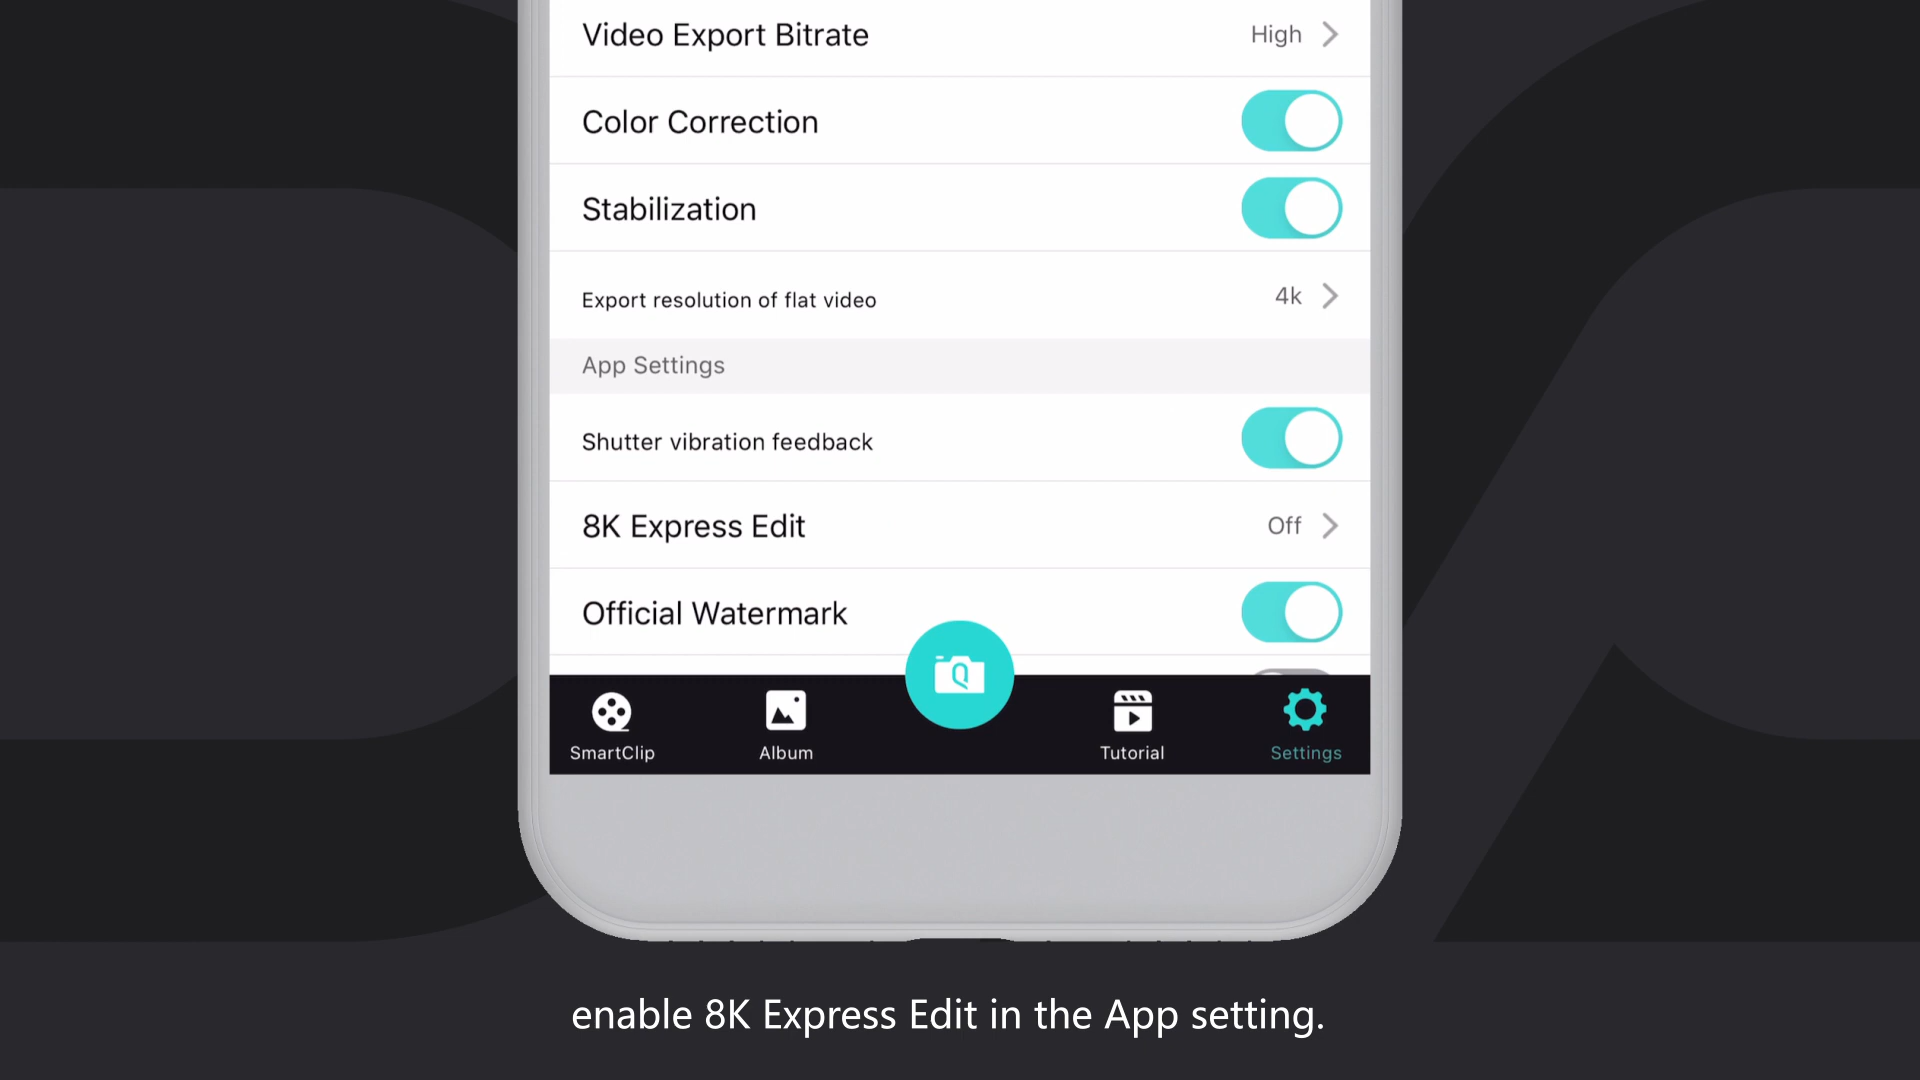 Video Export Bitrate High
Color Correction
Stabilization
Export resolution of flat video 4k
App Settings
Shutter vibration feedback
8K Express Edit Off
Official Watermark
SmartClip Album Tutorial Settings
enable 8K Express Edit in the App setting.